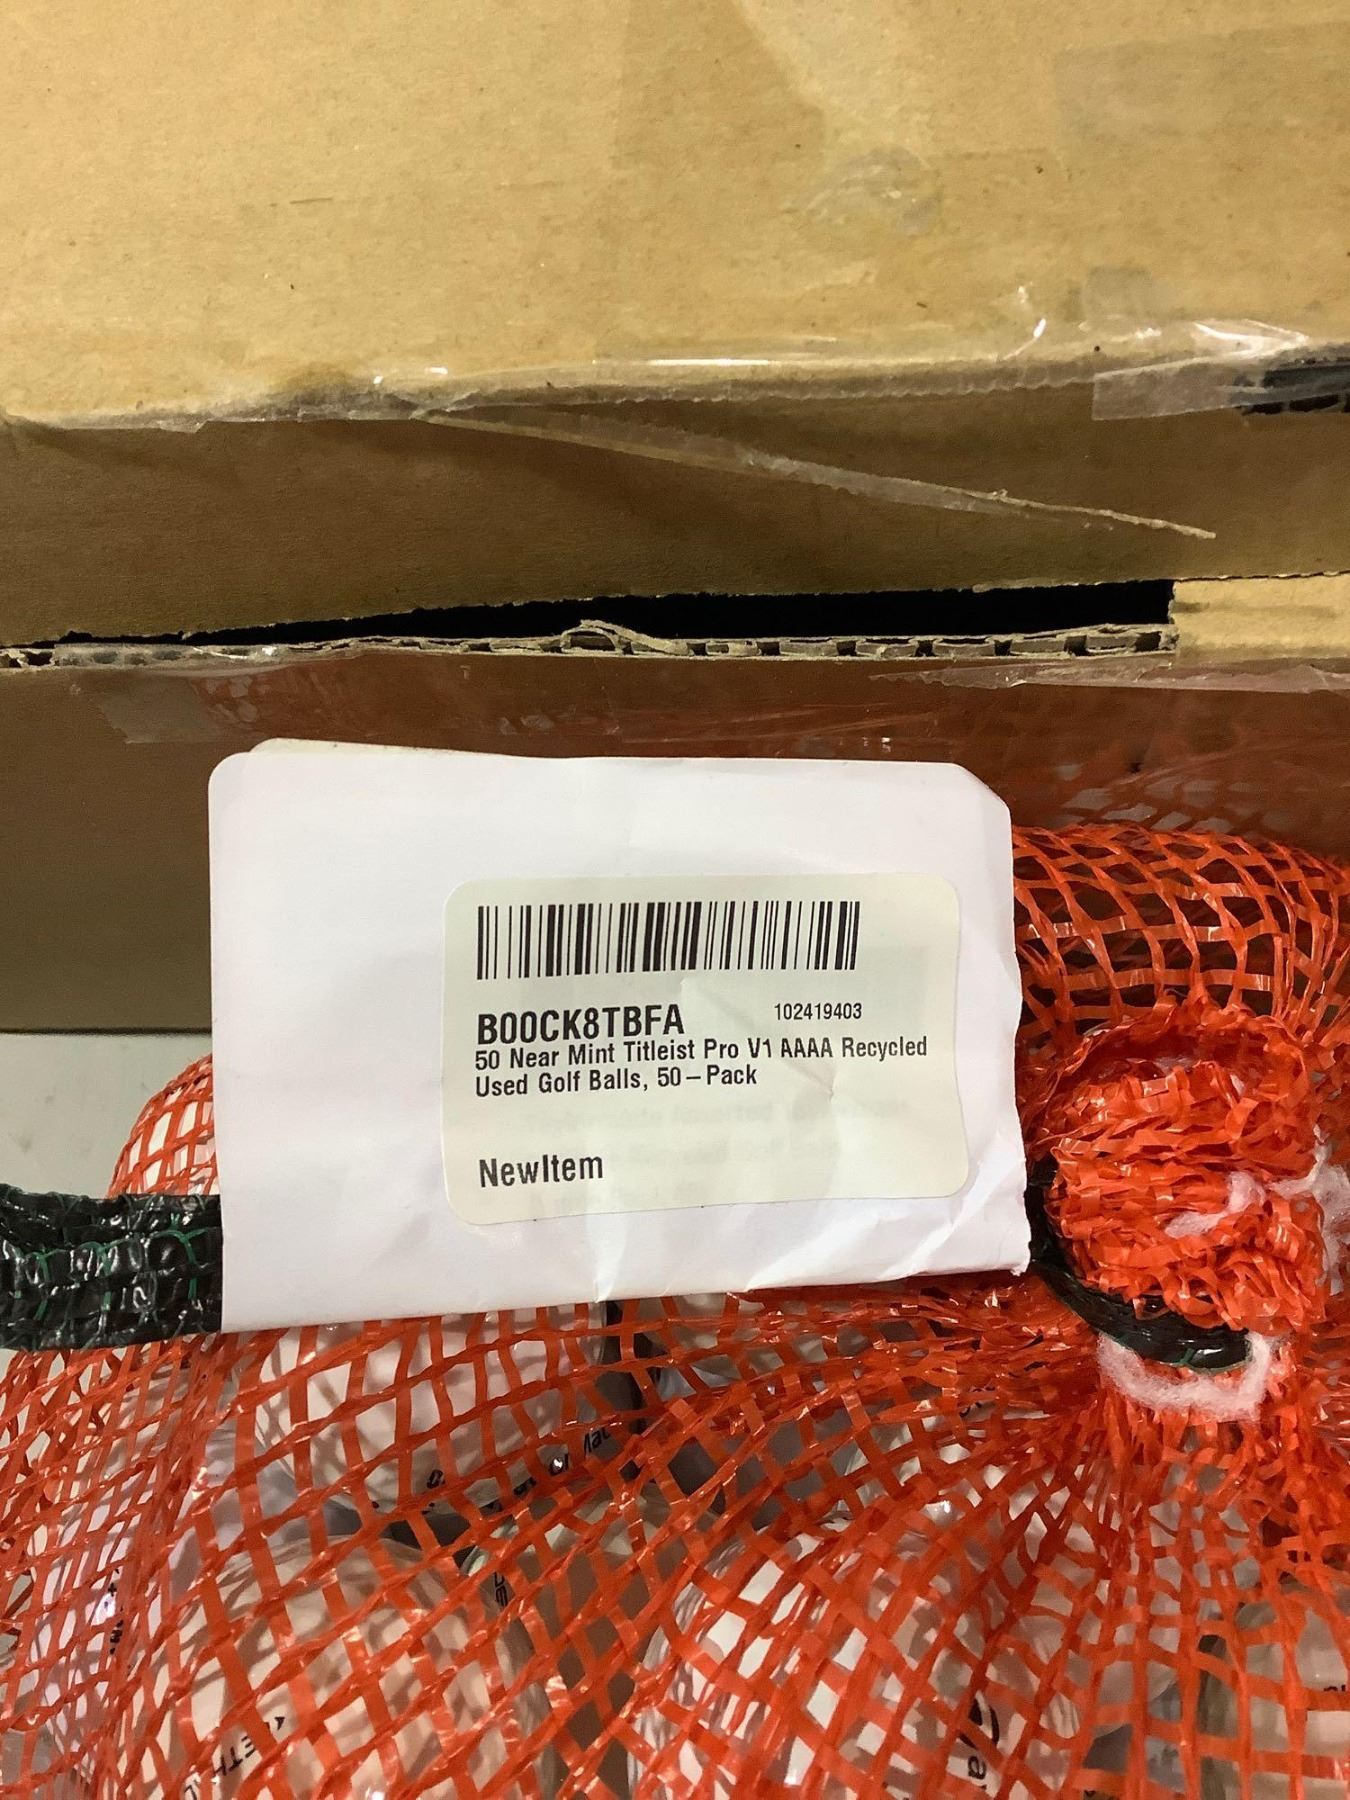 B00CK8TBFA 102419403
50 Near Mint Titleist Pro V1 AAAA Recycled
Used Golf Balls, 50-Pack
NewItem